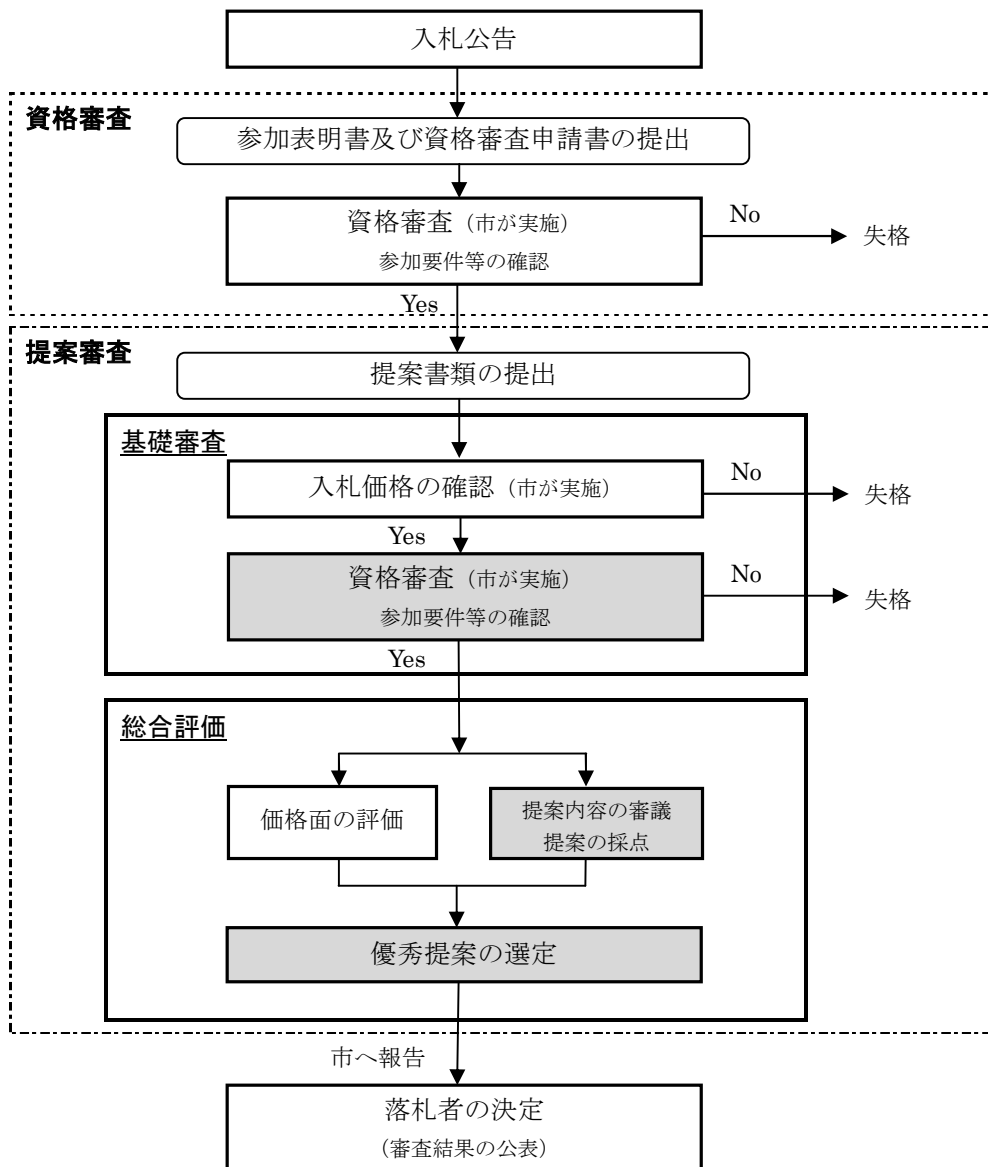 入札公告
資格審査
参加表明書及び資格審査申請書の提出
資格審査（市が実施）
参加要件等の確認
No
失格
Yes
提案審査
提案書類の提出
基礎審査
入札価格の確認（市が実施）
No
失格
Yes
資格審査（市が実施）
参加要件等の確認
No
失格
Yes
総合評価
価格面の評価
提案内容の審議
提案の採点
優秀提案の選定
市へ報告
落札者の決定
（審査結果の公表）